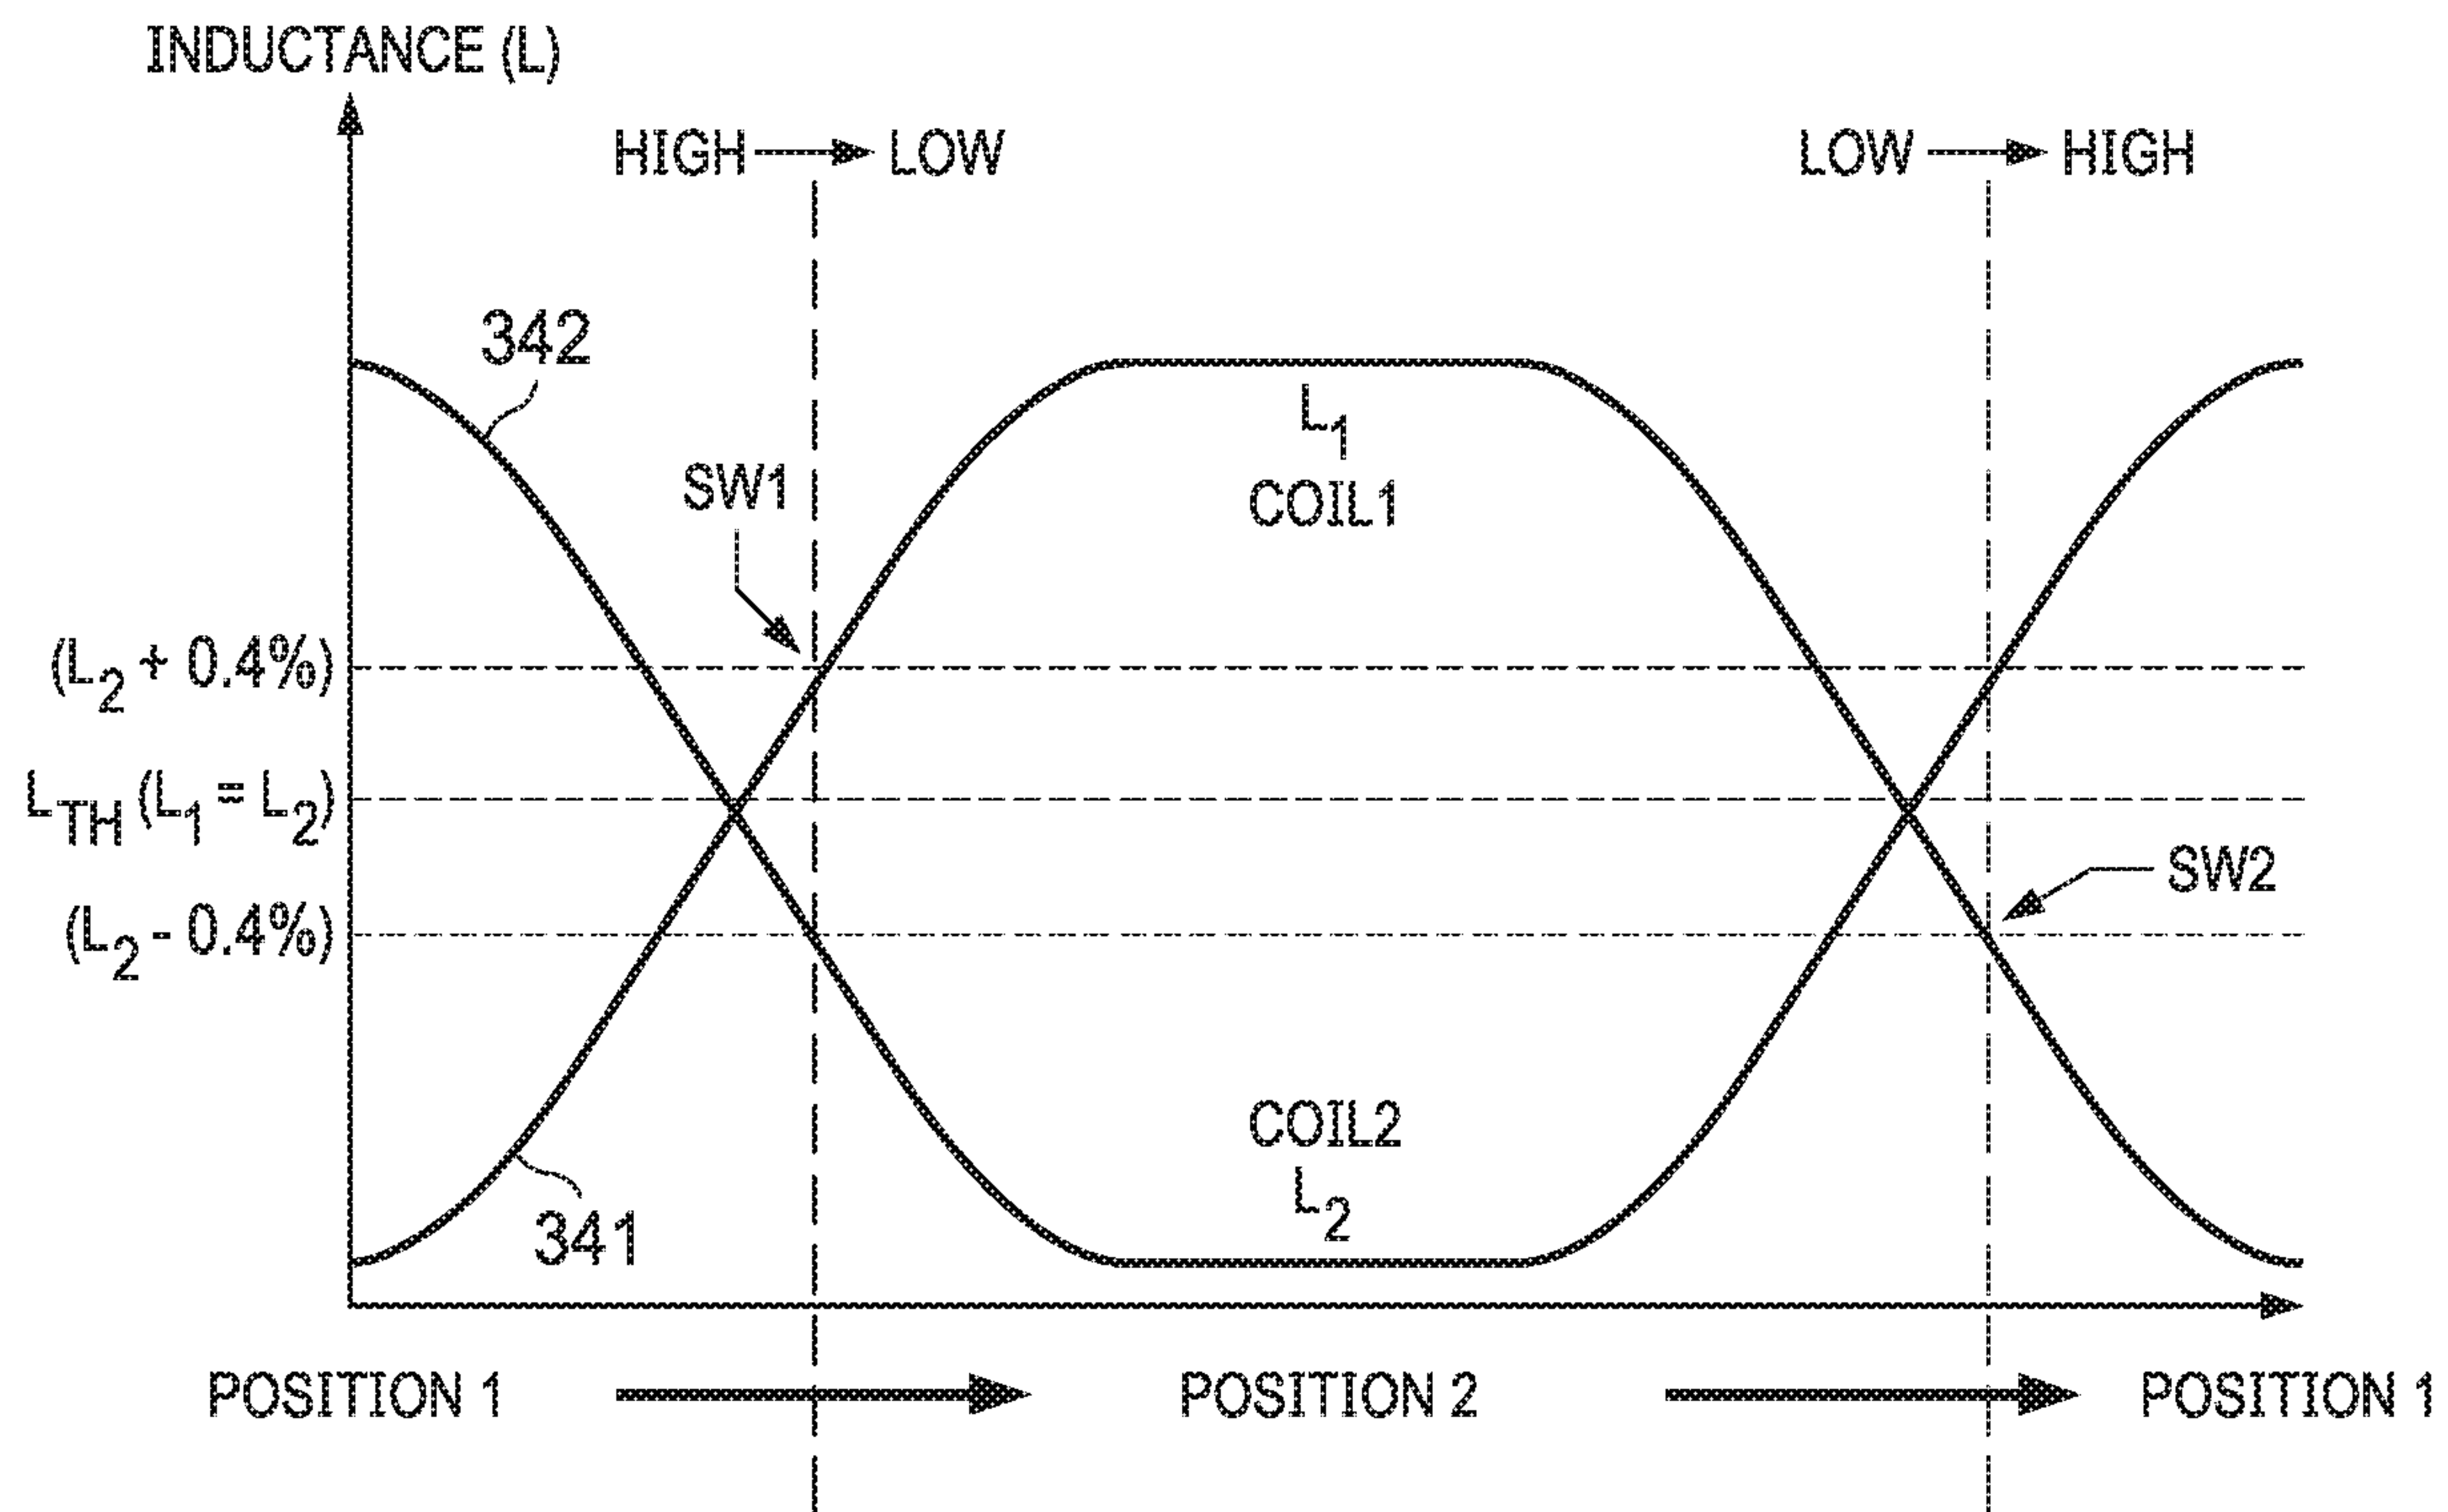 INDUCTANCE (L)
HIGH → LOW
LOW → HIGH
342
L1
COIL1
SW1
(L2 + 0.4%)
LTH (L1 = L2)
SW2
(L2 - 0.4%)
COIL2
L2
341
POSITION 1
POSITION 2
POSITION 1